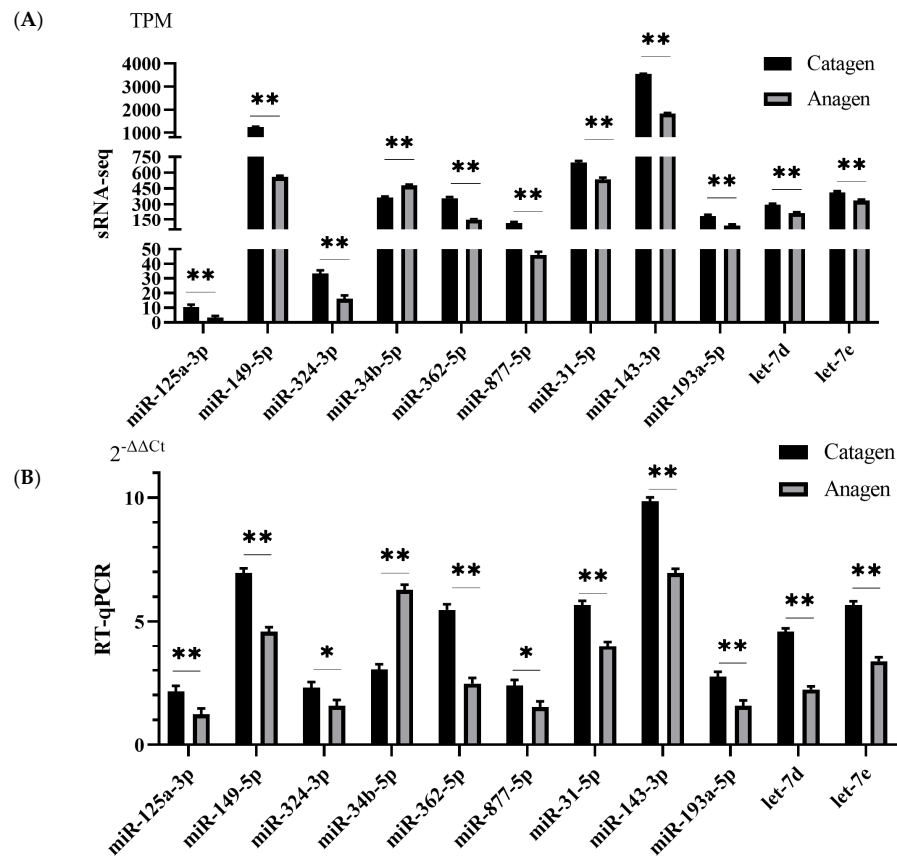 (A)
TPM
Catagen
Anagen
sRNA-seq
4000
3000
2000
1000
750
600
450
300
150
50
40
30
20
10
0
** ** ** ** ** ** ** ** ** ** **
miR-125a-3p miR-149-5p miR-324-3p miR-34b-5p miR-362-5p miR-877-5p miR-31-5p miR-143-3p miR-193a-5p let-7d let-7e
(B)
2-ΔΔCt
Catagen
Anagen
RT-qPCR
10
5
0
** ** * ** ** * ** ** ** ** **
miR-125a-3p miR-149-5p miR-324-3p miR-34b-5p miR-362-5p miR-877-5p miR-31-5p miR-143-3p miR-193a-5p let-7d let-7e